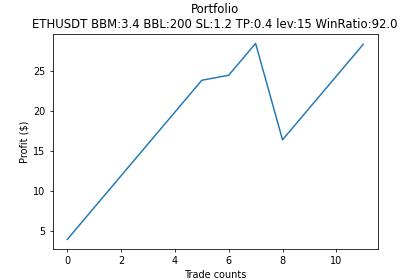 Portfolio
ETHUSDT BBM:3.4 BBL:200 SL:1.2 TP:0.4 lev:15 WinRatio:92.0
Profit ($)
25
20
15
10
5
0 2 4 6 8 10
Trade counts